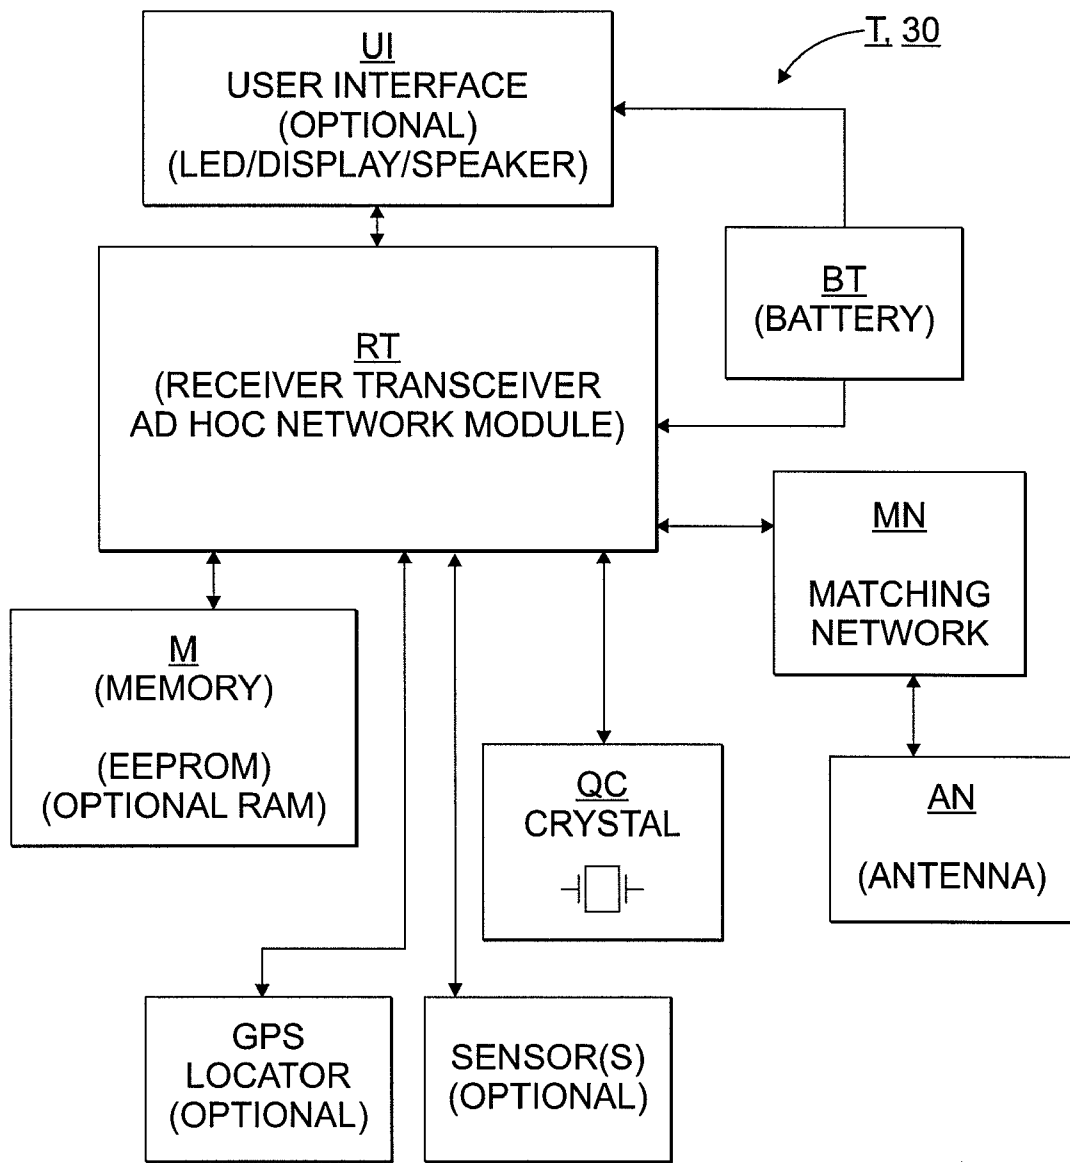 T, 30
UI
USER INTERFACE
(OPTIONAL)
(LED/DISPLAY/SPEAKER)
BT
(BATTERY)
RT
(RECEIVER TRANSCEIVER
AD HOC NETWORK MODULE)
MN
MATCHING
NETWORK
M
(MEMORY)
(EEPROM)
(OPTIONAL RAM)
QC
CRYSTAL
AN
(ANTENNA)
GPS
LOCATOR
(OPTIONAL)
SENSOR(S)
(OPTIONAL)